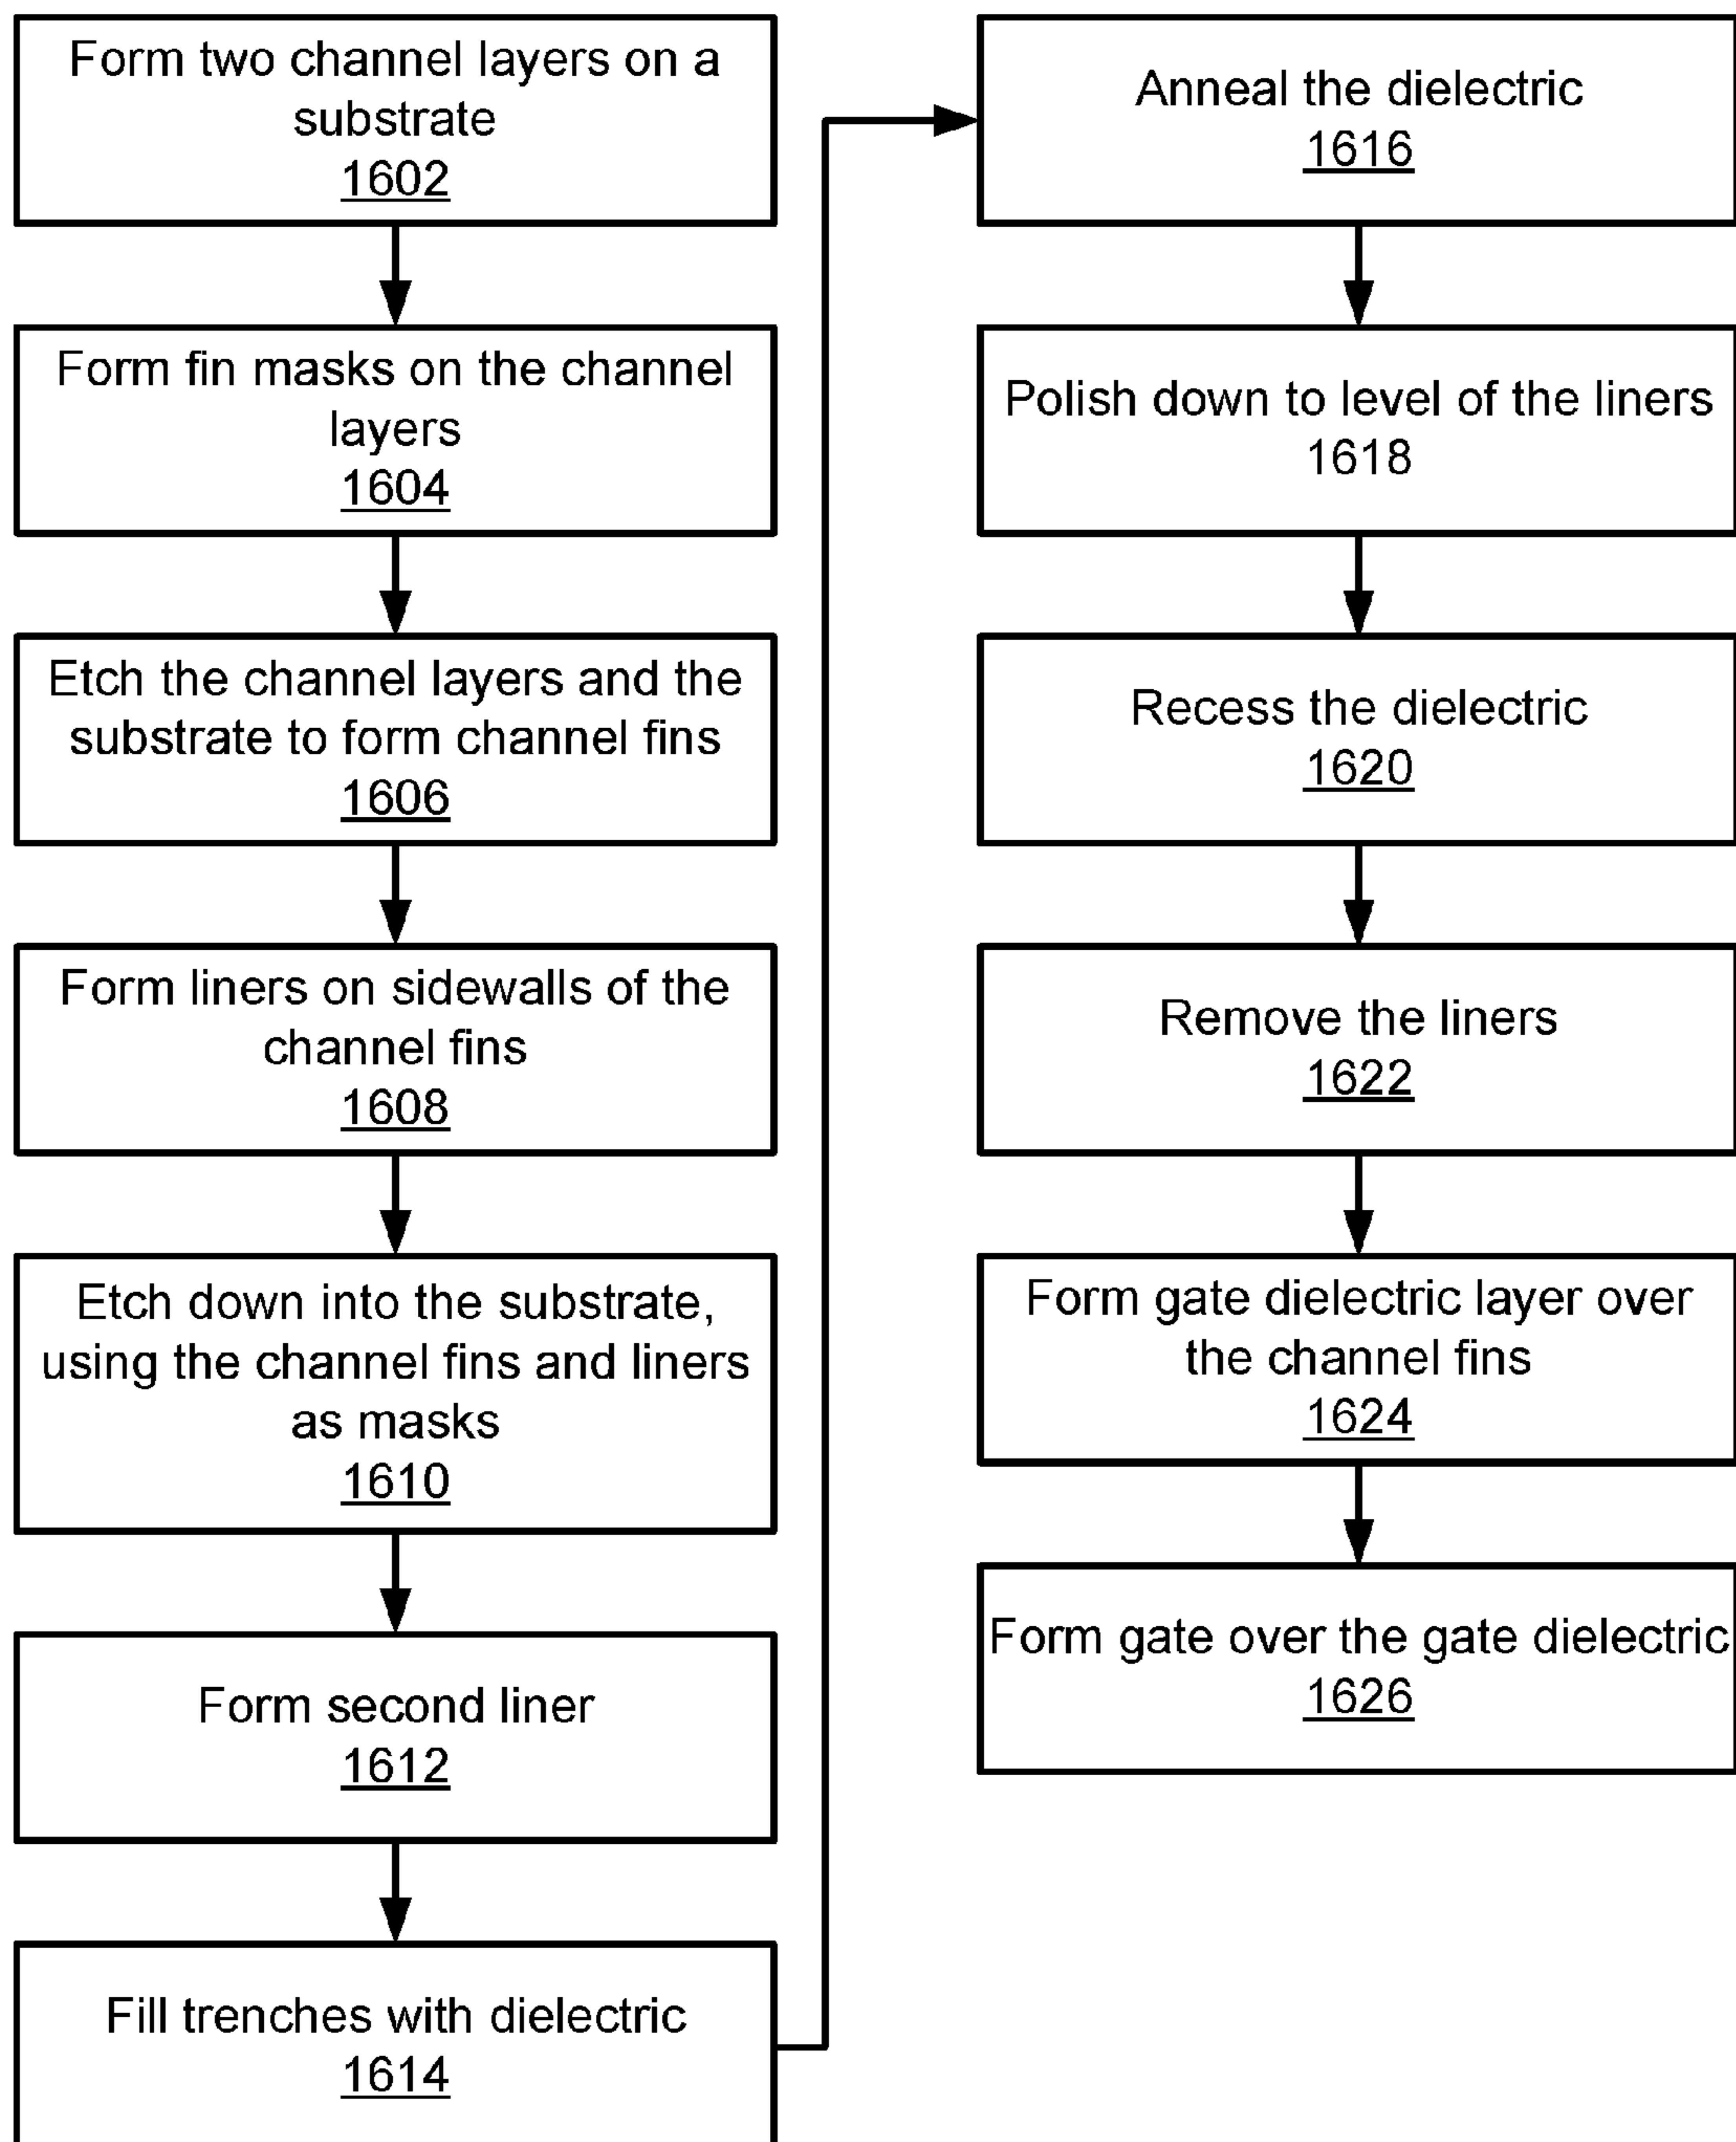 Form two channel layers on a
substrate
1602
Form fin masks on the channel
layers
1604
Etch the channel layers and the
substrate to form channel fins
1606
Form liners on sidewalls of the
channel fins
1608
Etch down into the substrate,
using the channel fins and liners
as masks
1610
Form second liner
1612
Fill trenches with dielectric
1614
Anneal the dielectric
1616
Polish down to level of the liners
1618
Recess the dielectric
1620
Remove the liners
1622
Form gate dielectric layer over
the channel fins
1624
Form gate over the gate dielectric
1626